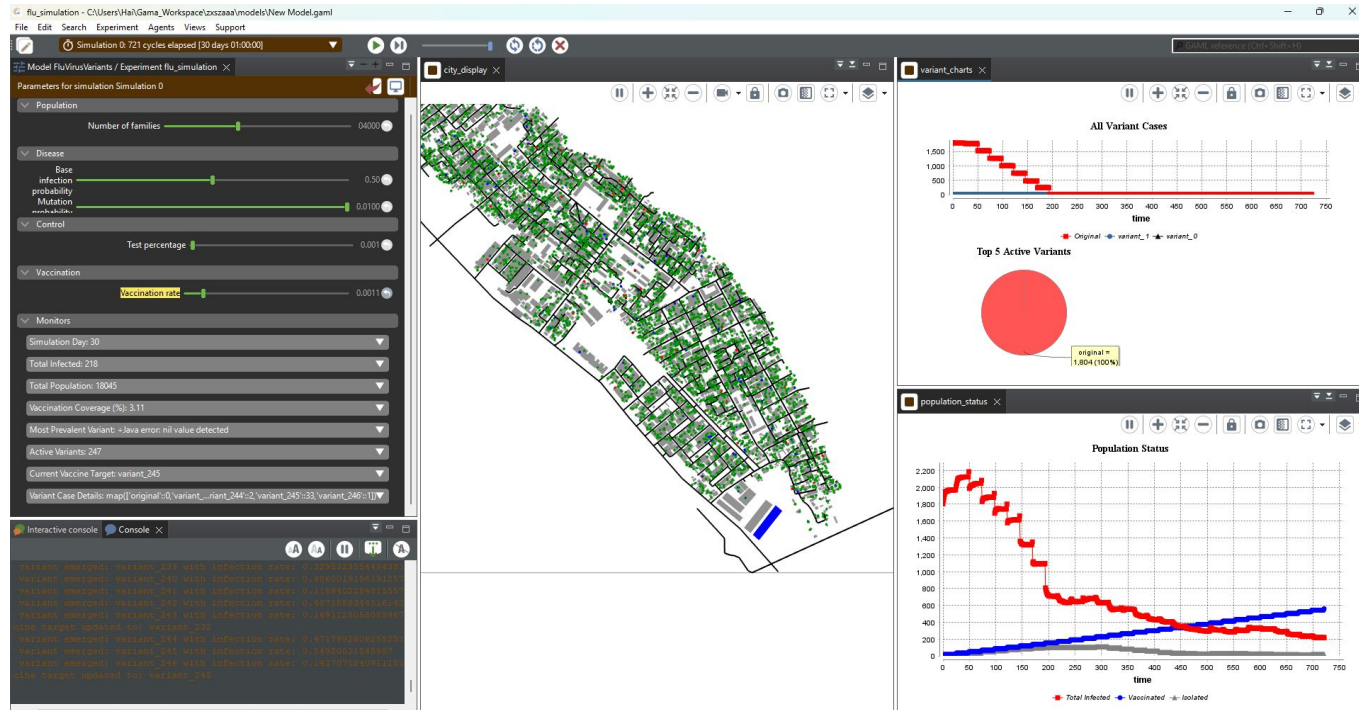 flu_simulation - C:\Users\Hai\Gama_Workspace\zxszaaa\models\New Model.gaml
File Edit Search Experiment Agents Views Support
Simulation 0: 721 cycles elapsed [30 days 01:00:00]
GAML reference (Ctrl+Shift+H)
Model FluVirusVariants / Experiment flu_simulation
Parameters for simulation Simulation 0
Population
Number of families 04000
Disease
Base
infection
probability
0.50
Mutation
probability
0.0100
Control
Test percentage 0.001
Vaccination
Vaccination rate 0.0011
Monitors
Simulation Day: 30
Total Infected: 218
Total Population: 18045
Vaccination Coverage (%): 3.11
Most Prevalent Variant: +Java error: nil value detected
Active Variants: 247
Current Vaccine Target: variant_245
Variant Case Details: map(['original'::0,'variant_...riant_244'::2,'variant_245'::33,'variant_246'::1])
Interactive console Console
variant emerged: variant_239 with infection rate:
variant emerged: variant_240 with infection rate:
variant emerged: variant_241 with infection rate:
variant emerged: variant_242 with infection rate:
variant emerged: variant_243 with infection rate:
cine target updated to: variant_232
variant emerged: variant_244 with infection rate:
variant emerged: variant_245 with infection rate:
variant emerged: variant_246 with infection rate:
cine target updated to: variant_245
city_display
variant_charts
All Variant Cases
1,500
1,000
500
0
0 50 100 150 200 250 300 350 400 450 500 550 600 650 700 750
time
Original variant_1 variant_0
Top 5 Active Variants
original =
1,804 (100%)
population_status
Population Status
2,200
2,000
1,800
1,600
1,400
1,200
1,000
800
600
400
200
0
0 50 100 150 200 250 300 350 400 450 500 550 600 650 700 750
time
Total Infected Vaccinated Isolated